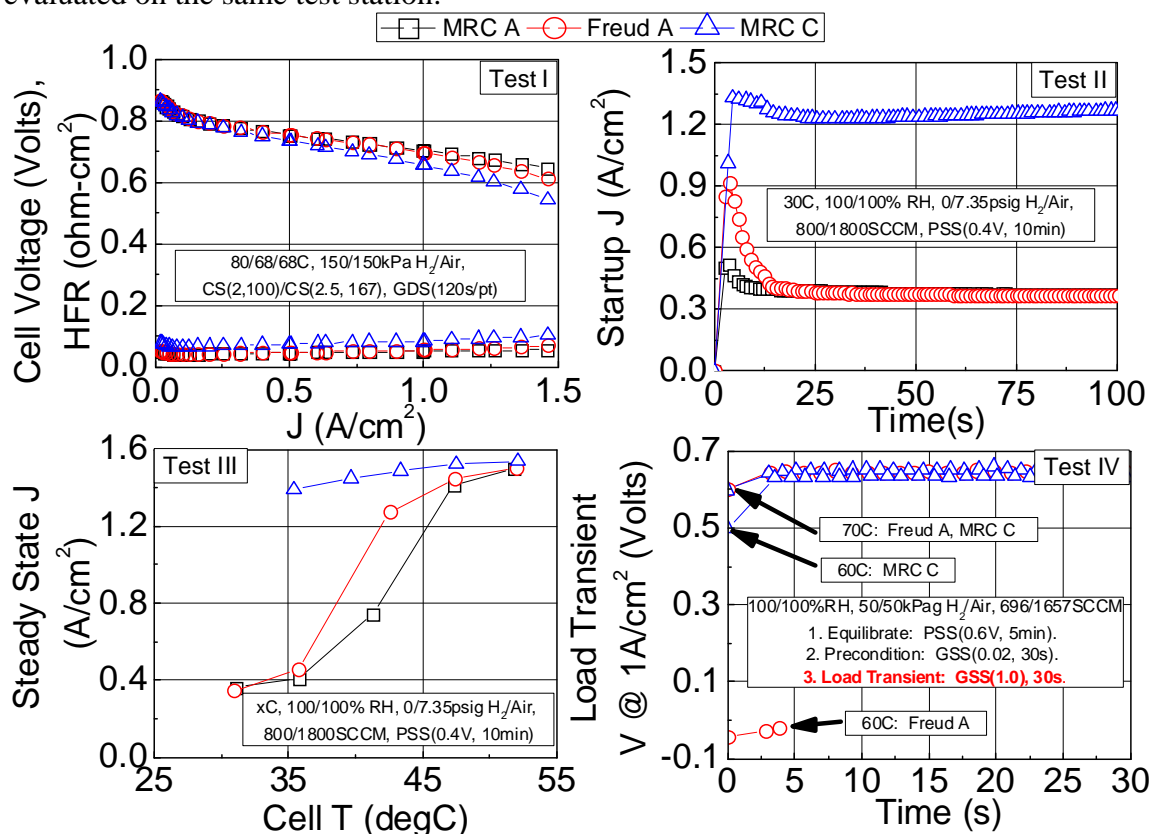 evaluated on the same test station.
MRC A Freud A MRC C
Test I
Cell Voltage (Volts),
HFR (ohm-cm2)
1.0
0.8
0.6
0.4
0.2
0.0
80/68/68C, 150/150kPa H2/Air,
CS(2,100)/CS(2.5, 167), GDS(120s/pt)
0.0 0.5 1.0 1.5
J (A/cm2)
Test II
Startup J (A/cm2)
1.5
1.2
0.9
0.6
0.3
0.0
30C, 100/100% RH, 0/7.35psig H2/Air,
800/1800SCCM, PSS(0.4V, 10min)
0 25 50 75 100
Time(s)
Test III
Steady State J
(A/cm2)
1.6
1.2
0.8
0.4
0.0
xC, 100/100% RH, 0/7.35psig H2/Air,
800/1800SCCM, PSS(0.4V, 10min)
25 35 45 55
Cell T (degC)
Test IV
Load Transient
V @ 1A/cm2 (Volts)
0.7
0.5
0.3
0.1
-0.1
70C: Freud A, MRC C
60C: MRC C
100/100%RH, 50/50kPag H2/Air, 696/1657SCCM
1. Equilibrate: PSS(0.6V, 5min).
2. Precondition: GSS(0.02, 30s).
3. Load Transient: GSS(1.0), 30s.
60C: Freud A
0 5 10 15 20 25 30
Time (s)